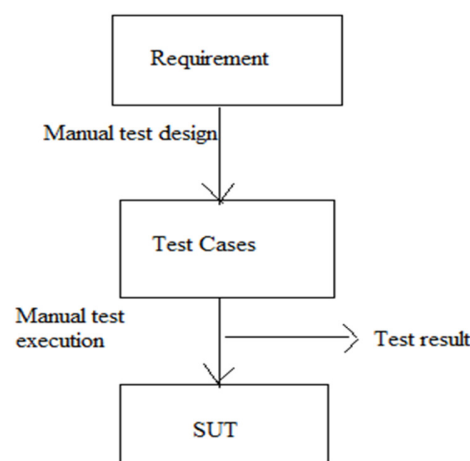 Requirement
Manual test design
Test Cases
Manual test
execution
Test result
SUT